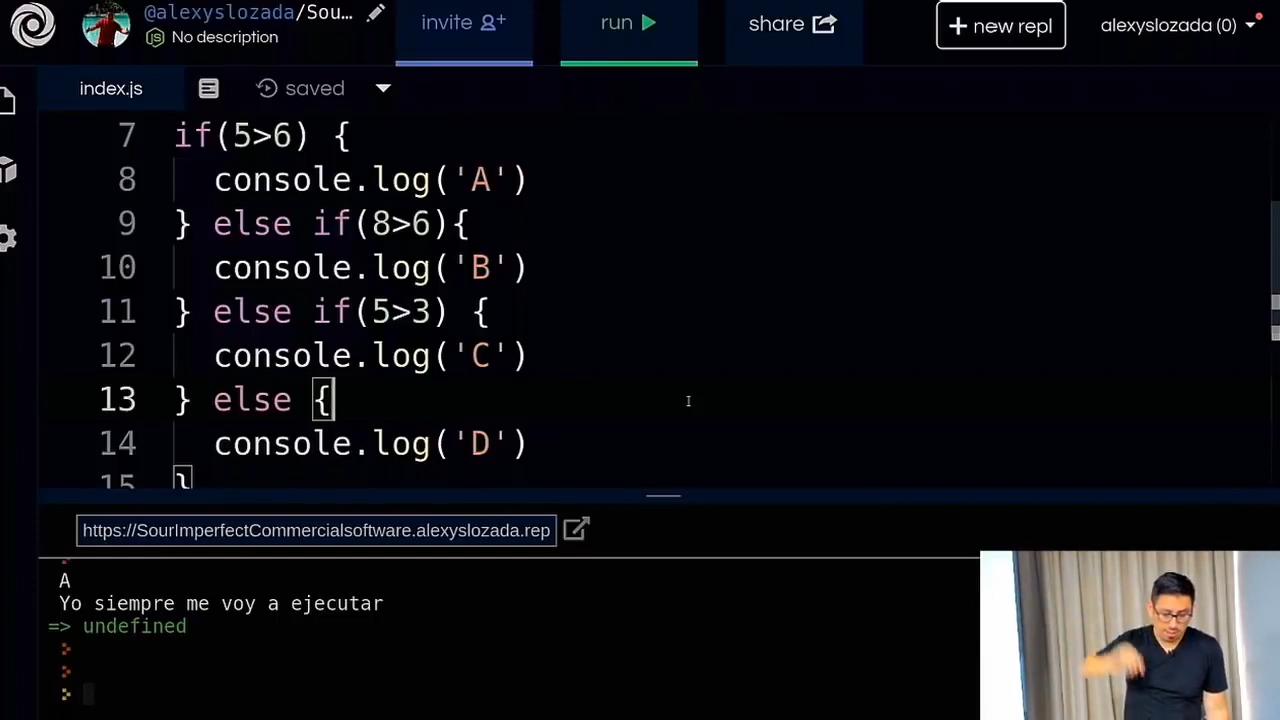 @alexyslozada/Sour...
No description
invite
run
share
+ new repl
alexyslozada (0)
index.js
saved
7 if(5>6) {
8 console.log('A')
9 } else if(8>6){
10 console.log('B')
11 } else if(5>3) {
12 console.log('C')
13 } else {
14 console.log('D')
15 }
https://SourImperfectCommercialsoftware.alexyslozada.rep
A
Yo siempre me voy a ejecutar
=> undefined